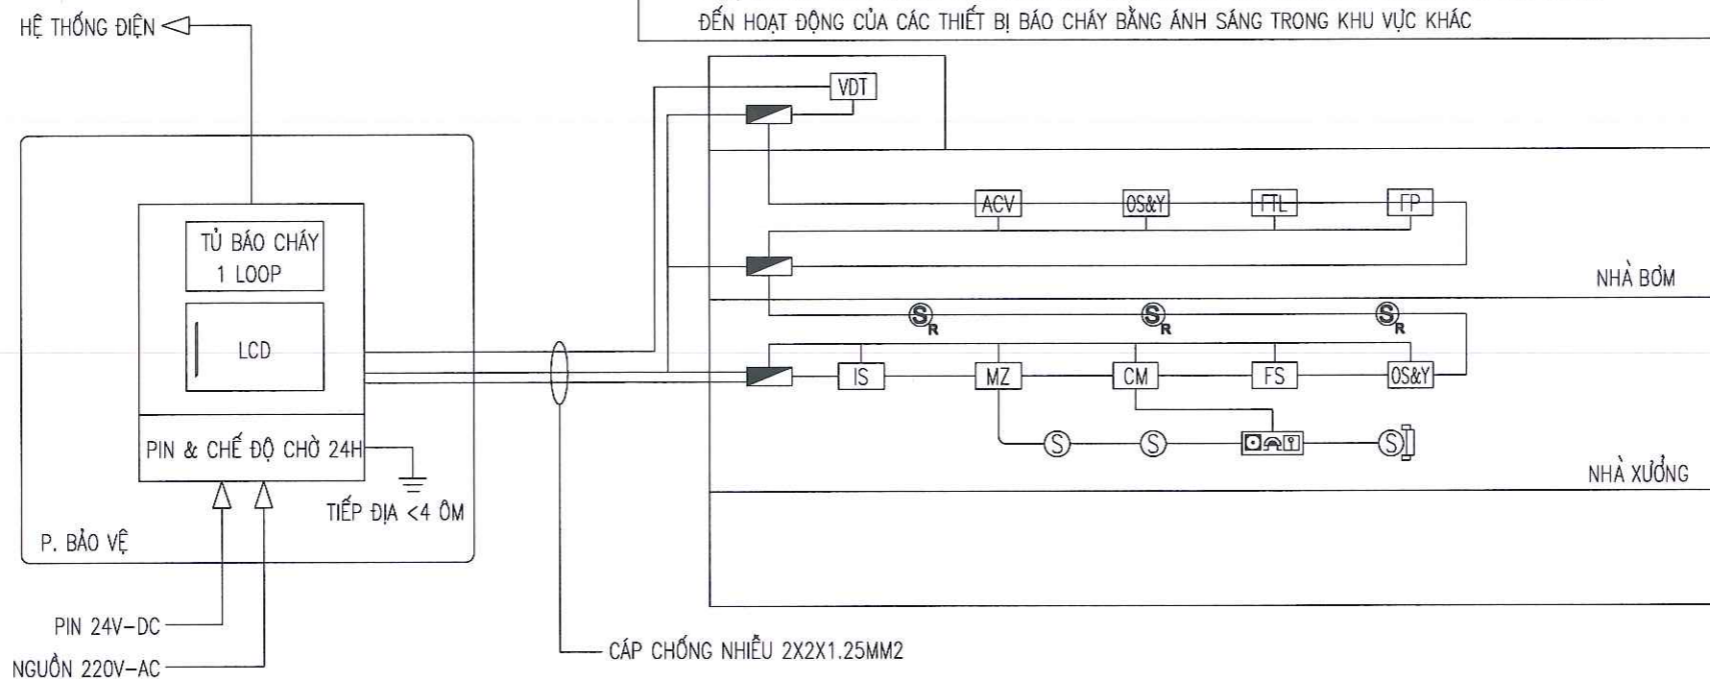 HỆ THỐNG ĐIỆN
ĐẾN HOẠT ĐỘNG CỦA CÁC THIẾT BỊ BÁO CHÁY BẰNG ÁNH SÁNG TRONG KHU VỰC KHÁC
VDT
TỦ BÁO CHÁY
1 LOOP
LCD
PIN & CHẾ ĐỘ CHỜ 24H
TIẾP ĐỊA <4 ÔM
P. BẢO VỆ
PIN 24V-DC
NGUỒN 220V-AC
CÁP CHỐNG NHIỄU 2X2X1.25MM2
ACV
OS&Y
FTL
FP
NHÀ BƠM
S R
S R
S R
IS
MZ
CM
FS
OS&Y
S
S
S
NHÀ XƯỞNG